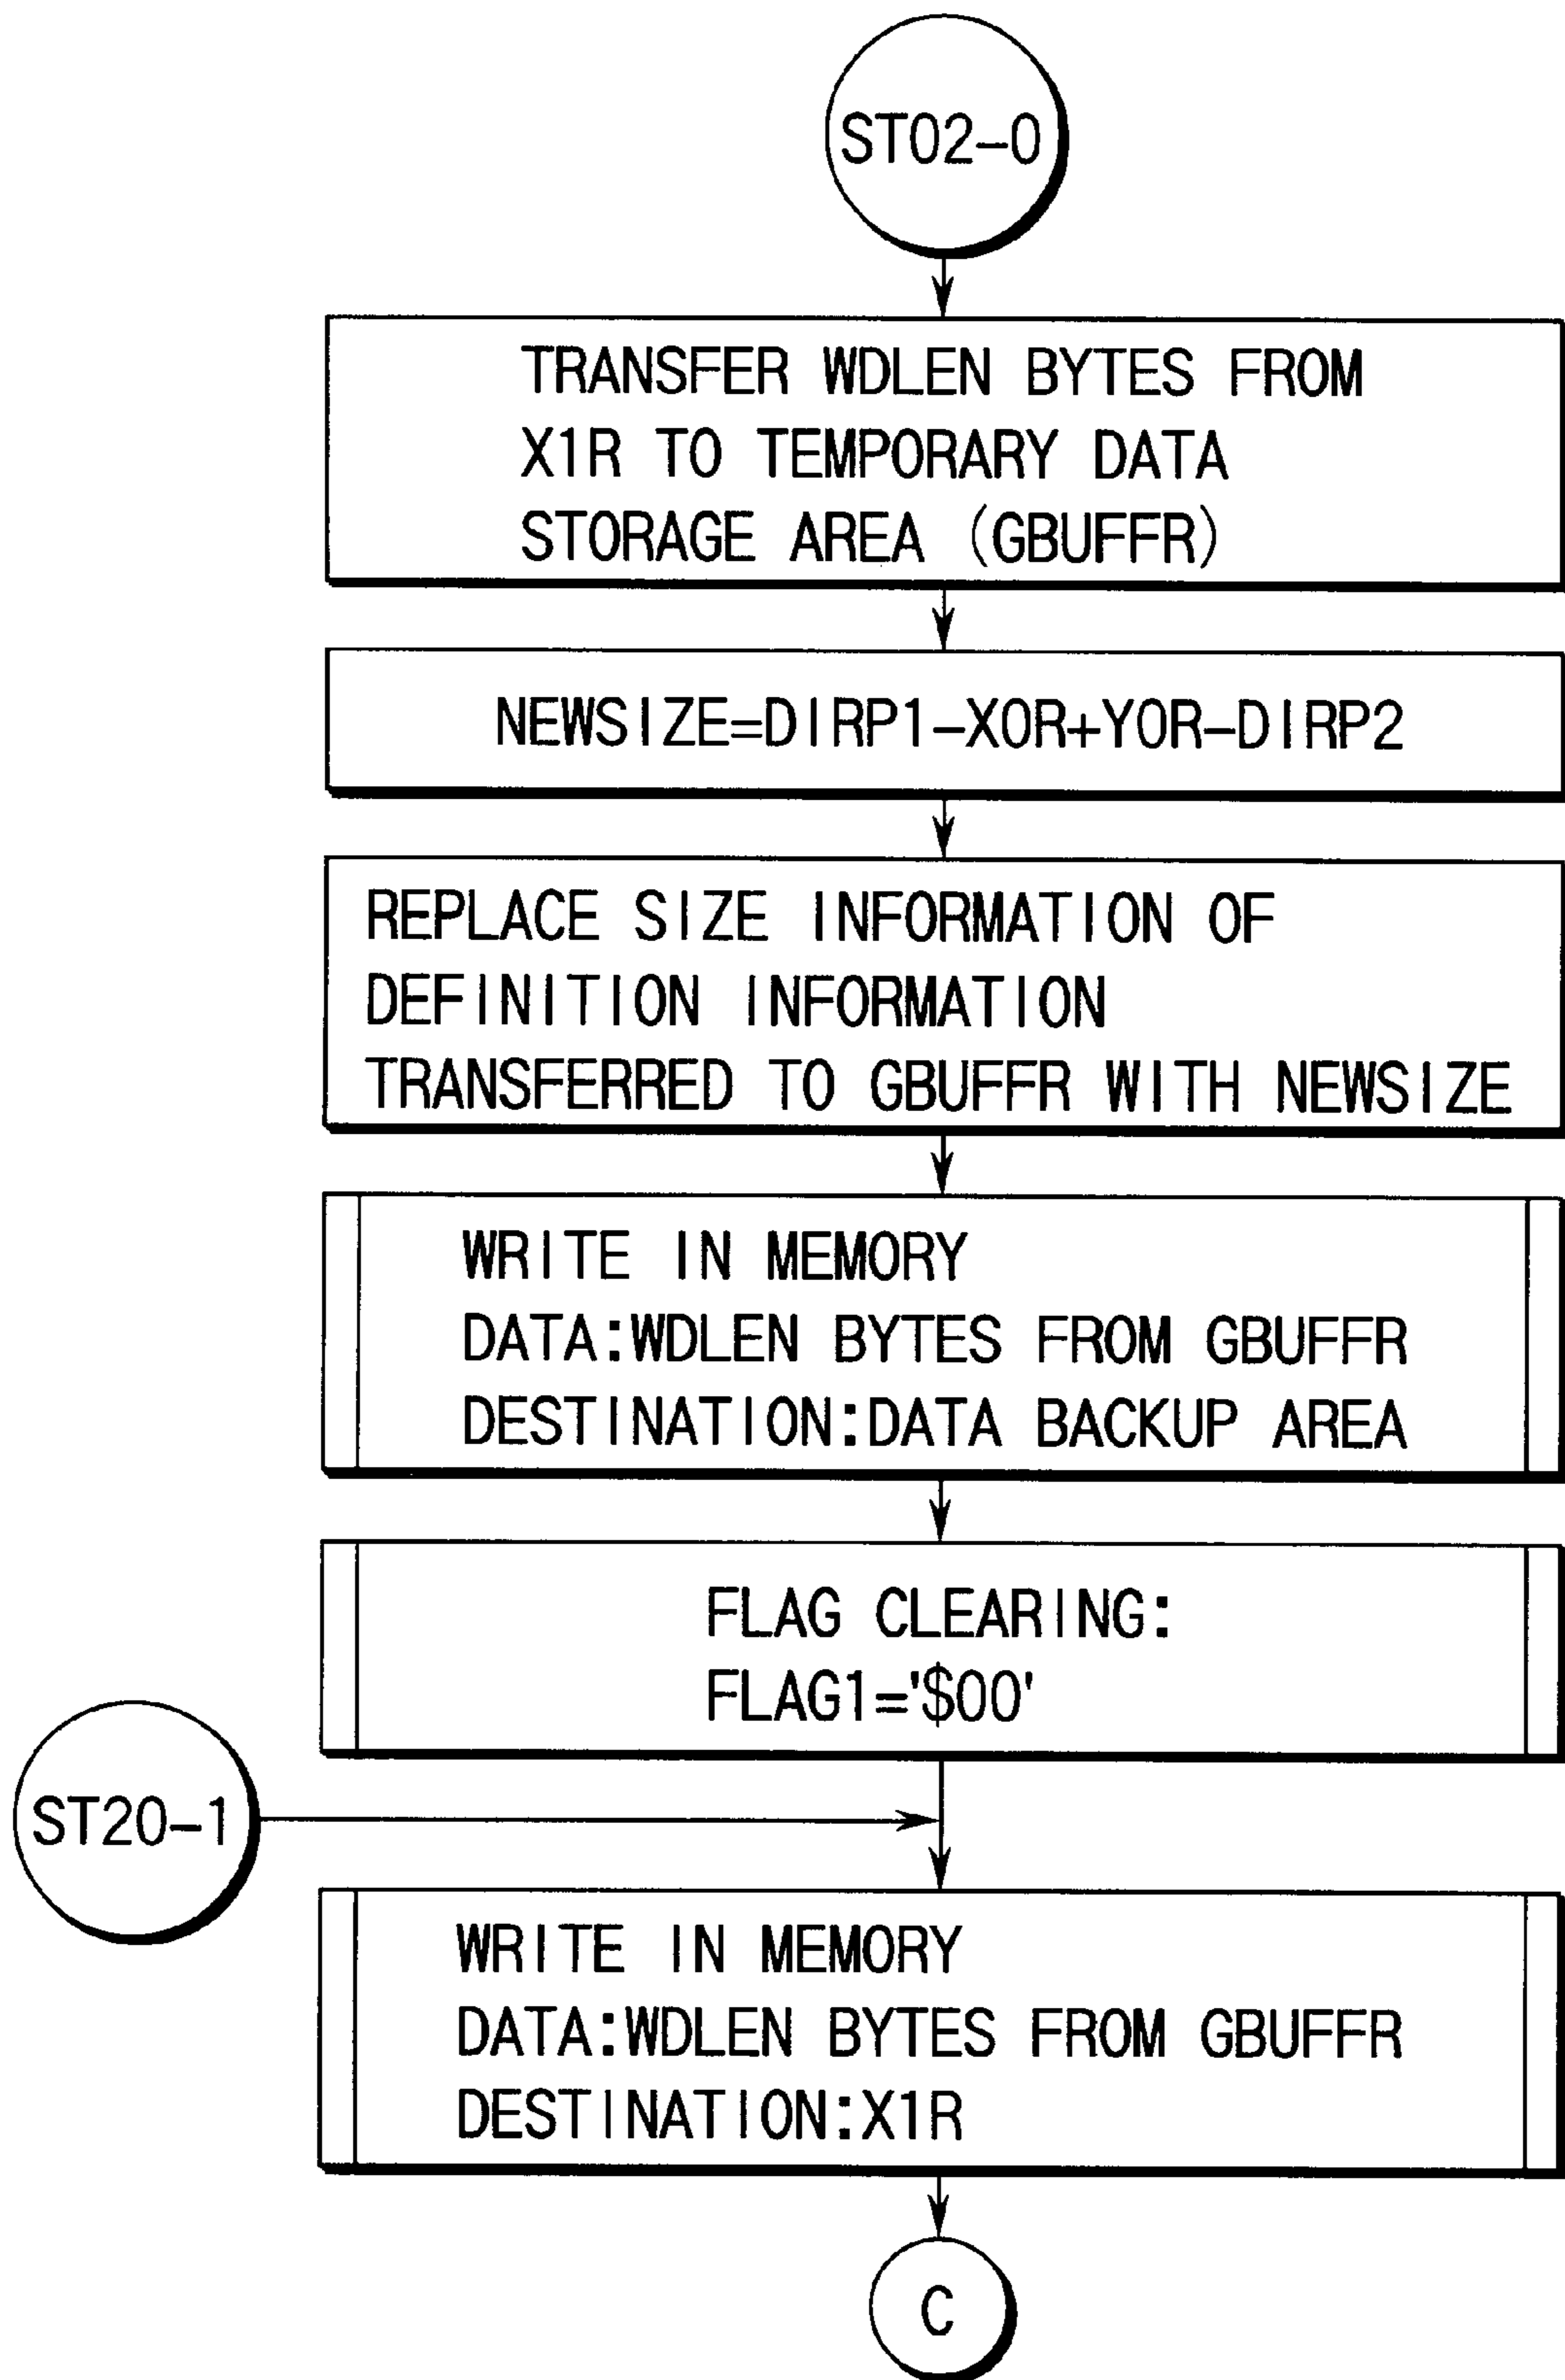 ST02-0
TRANSFER WDLEN BYTES FROM
X1R TO TEMPORARY DATA
STORAGE AREA (GBUFFR)
NEWSIZE=DIRP1-X0R+Y0R-DIRP2
REPLACE SIZE INFORMATION OF
DEFINITION INFORMATION
TRANSFERRED TO GBUFFR WITH NEWSIZE
WRITE IN MEMORY
DATA:WDLEN BYTES FROM GBUFFR
DESTINATION:DATA BACKUP AREA
FLAG CLEARING:
FLAG1='$00'
ST20-1
WRITE IN MEMORY
DATA:WDLEN BYTES FROM GBUFFR
DESTINATION:X1R
C